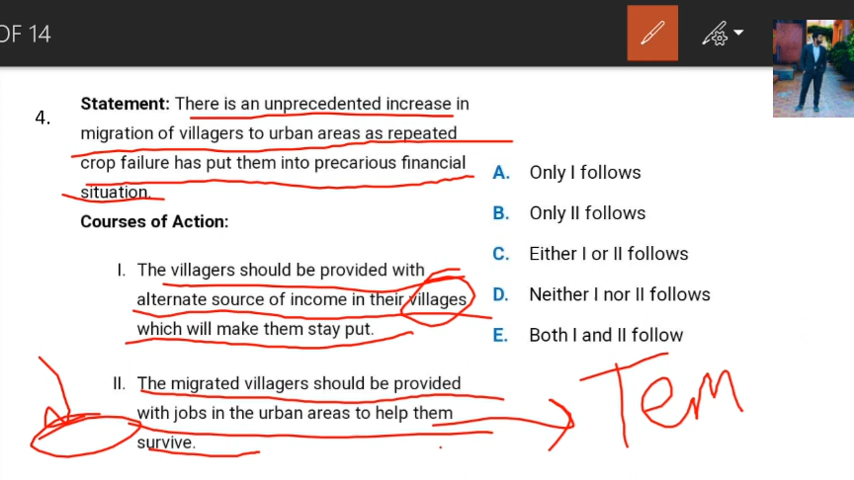 OF 14
4.
Statement: There is an unprecedented increase in
migration of villagers to urban areas as repeated
crop failure has put them into precarious financial
situation.
Courses of Action:
I. The villagers should be provided with
alternate source of income in their villages
which will make them stay put.
II. The migrated villagers should be provided
with jobs in the urban areas to help them
survive.
A. Only I follows
B. Only II follows
C. Either I or II follows
D. Neither I nor II follows
E. Both I and II follow
Tem